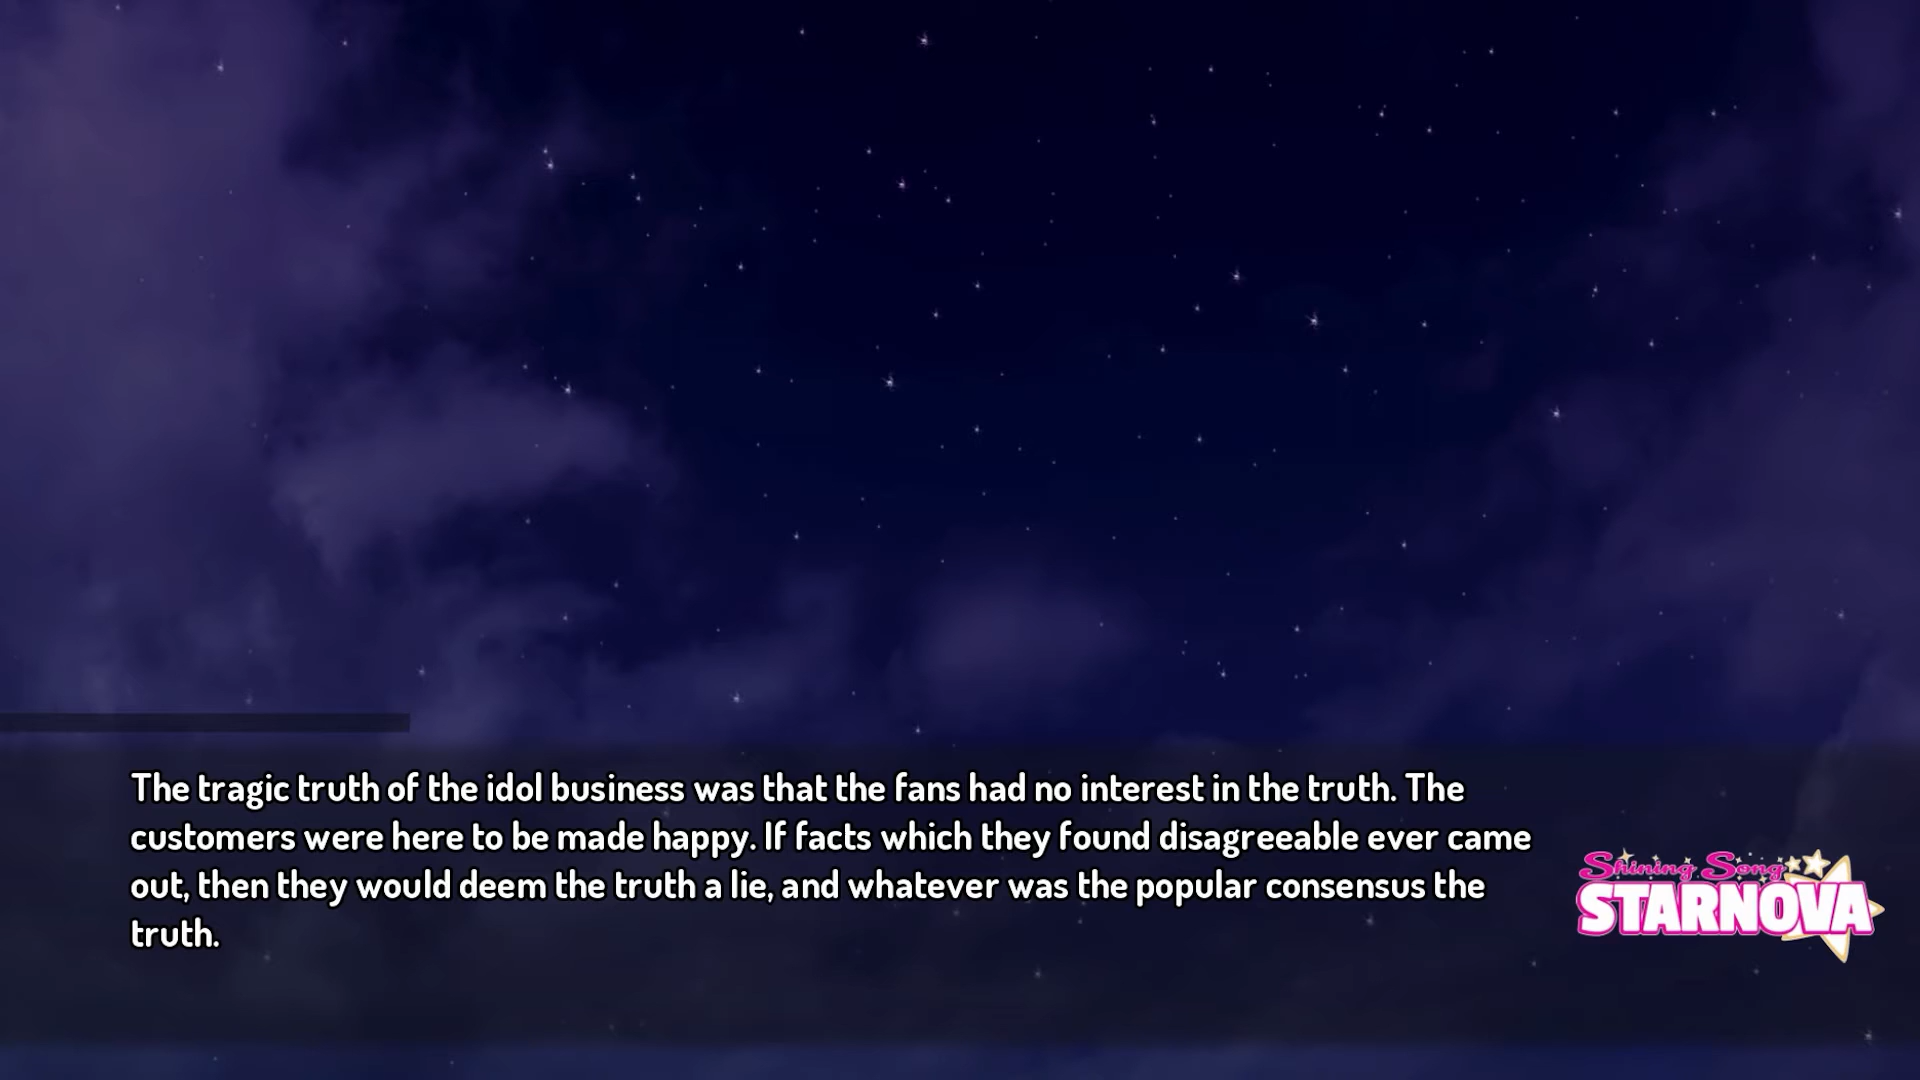 The tragic truth of the idol business was that the fans had no interest in the truth. The
customers were here to be made happy. If facts which they found disagreeable ever came
out, then they would deem the truth a lie, and whatever was the popular consensus the
truth.
Shining Song
STARNOVA